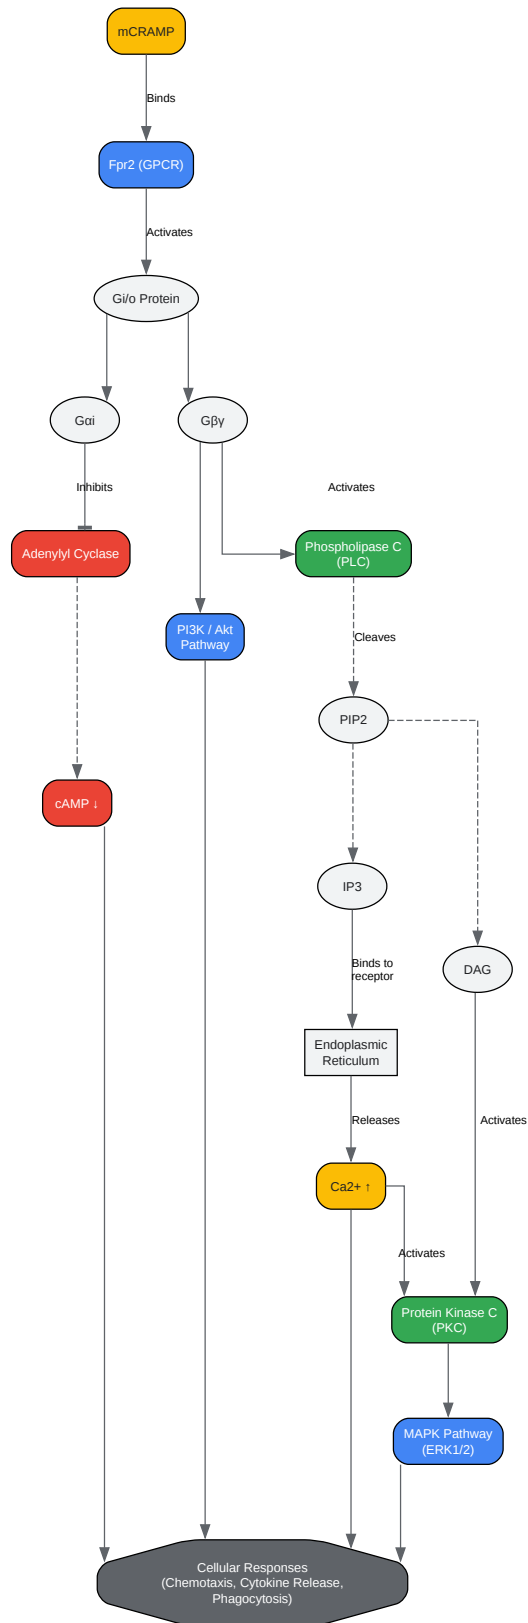 mCRAMP
Binds
Fpr2 (GPCR)
Activates
Gi/o Protein
Gαi
Gβγ
Inhibits
Activates
Adenylyl Cyclase
Phospholipase C
(PLC)
PI3K / Akt
Pathway
Cleaves
PIP2
cAMP ↓
IP3
Binds to
receptor
DAG
Endoplasmic
Reticulum
Releases
Activates
Ca2+ ↑
Activates
Protein Kinase C
(PKC)
MAPK Pathway
(ERK1/2)
Cellular Responses
(Chemotaxis, Cytokine Release,
Phagocytosis)